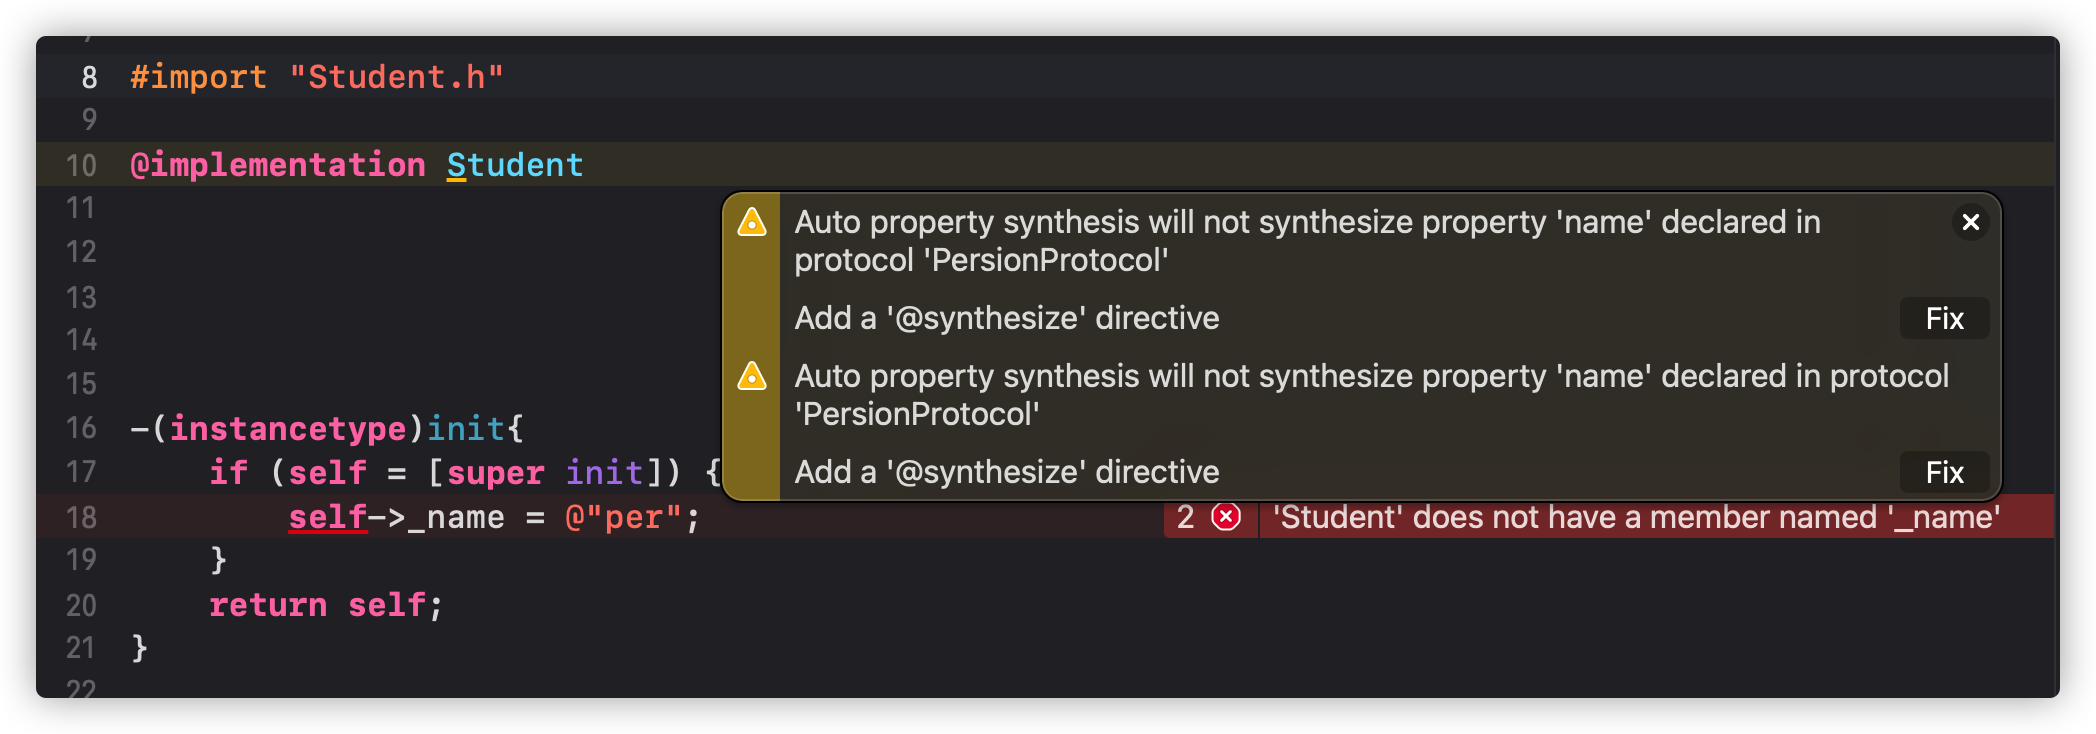 8 #import "Student.h"
9
10 @implementation Student
11
Auto property synthesis will not synthesize property 'name' declared in
protocol 'PersionProtocol'
12
13
Add a '@synthesize' directive Fix
14
15
Auto property synthesis will not synthesize property 'name' declared in protocol
'PersionProtocol'
16 -(instancetype)init{
17 if (self = [super init]) {
Add a '@synthesize' directive Fix
18 self->_name = @"per"; 2 'Student' does not have a member named '_name'
19 }
20 return self;
21 }
22